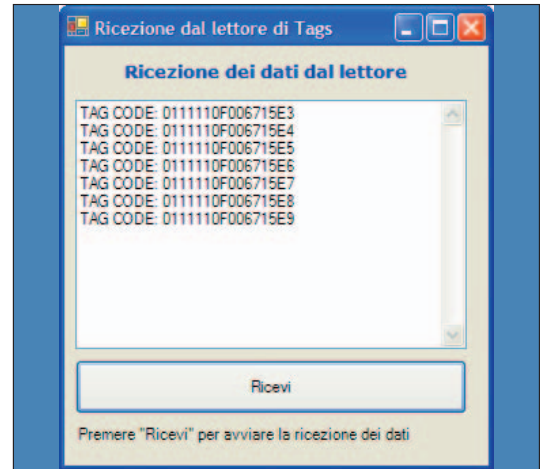 Ricezione dal lettore di Tags
Ricezione dei dati dal lettore
TAG CODE: 0111110F006715E3
TAG CODE: 0111110F006715E4
TAG CODE: 0111110F006715E5
TAG CODE: 0111110F006715E6
TAG CODE: 0111110F006715E7
TAG CODE: 0111110F006715E8
TAG CODE: 0111110F006715E9
Ricevi
Premere "Ricevi" per avviare la ricezione dei dati